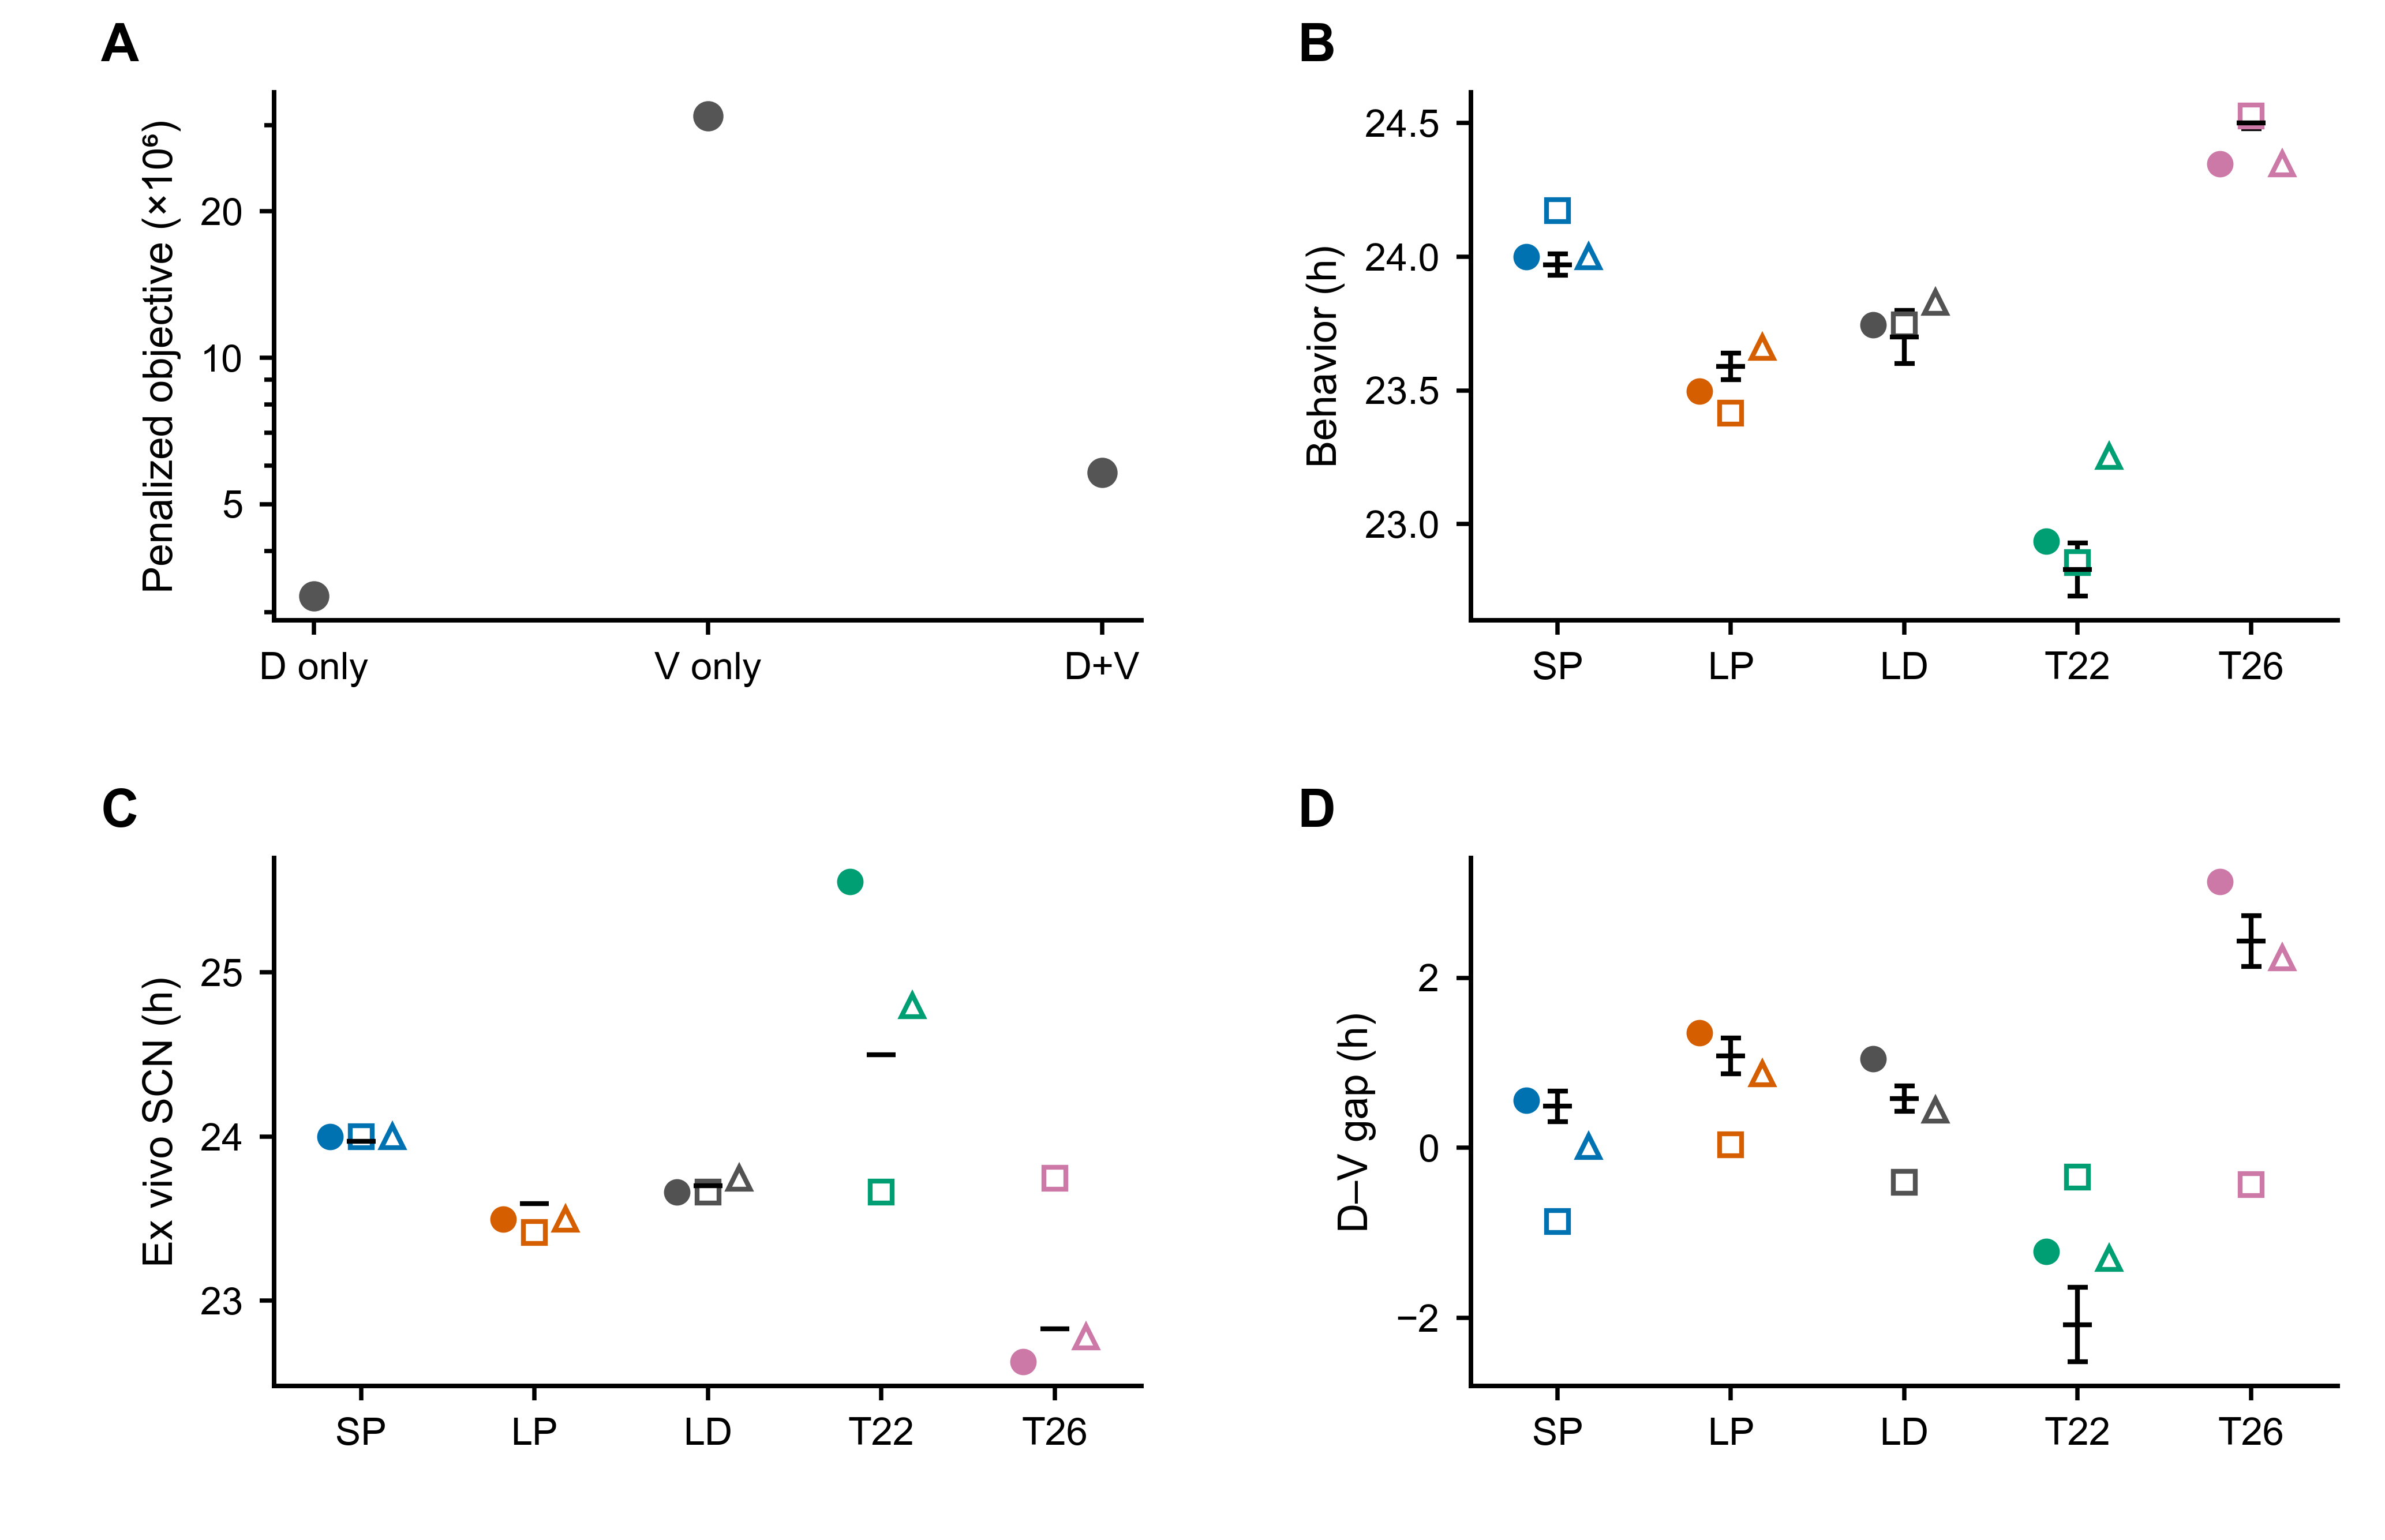 A
Penalized objective (×10⁶)
20
10
5
D only
V only
D+V
B
Behavior (h)
24.5
24.0
23.5
23.0
SP
LP
LD
T22
T26
C
Ex vivo SCN (h)
25
24
23
SP
LP
LD
T22
T26
D
D–V gap (h)
2
0
−2
SP
LP
LD
T22
T26